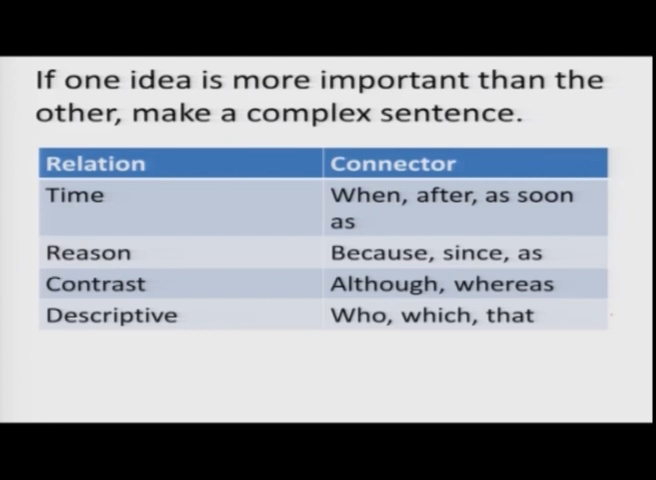 If one idea is more important than the
other, make a complex sentence.
Relation Connector
Time When, after, as soon
as
Reason Because, since, as
Contrast Although, whereas
Descriptive Who, which, that